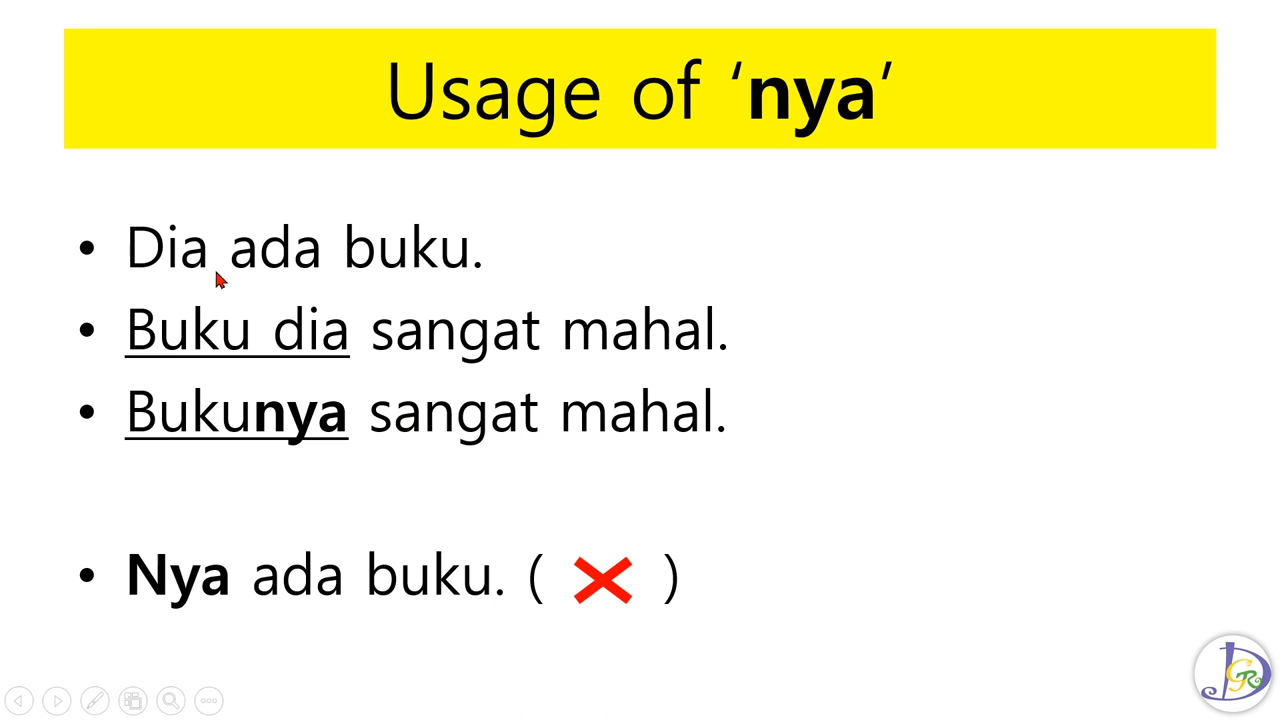 Usage of ‘nya’
• Dia ada buku.
• Buku dia sangat mahal.
• Bukunya sangat mahal.
• Nya ada buku. ( × )